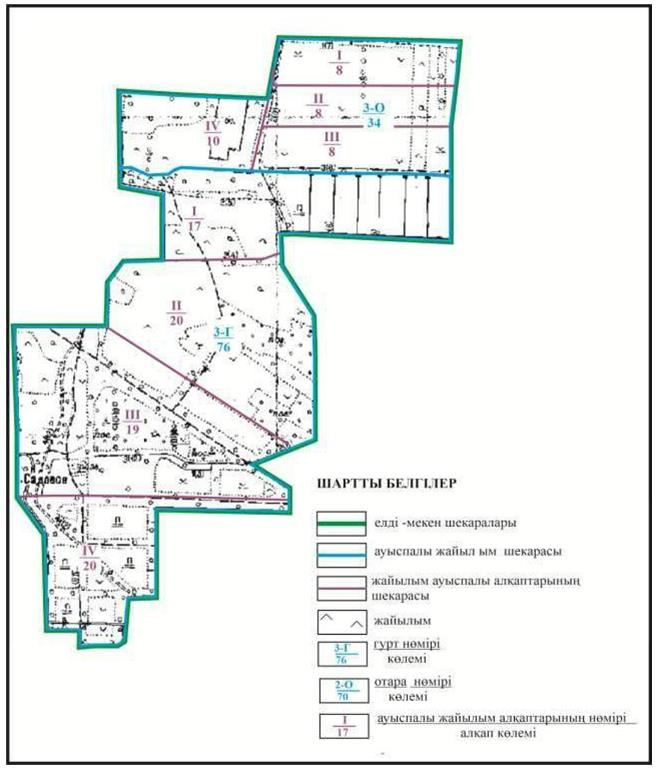 I
8
II
8
3-О
34
III
8
IV
10
I
17
II
20
3-Г
76
III
19
Садовое
IV
20
П
П
П
ШАРТТЫ БЕЛГІЛЕР
елді -мекен шекаралары
ауыспалы жайыл ым шекарасы
жайылым ауыспалы алқаптарының
шекарасы
жайылым
3-Г
76
гурт нөмірі
көлемі
2-О
70
отара нөмірі
көлемі
I
17
ауыспалы жайылым алқаптарының нөмірі
алқап көлемі